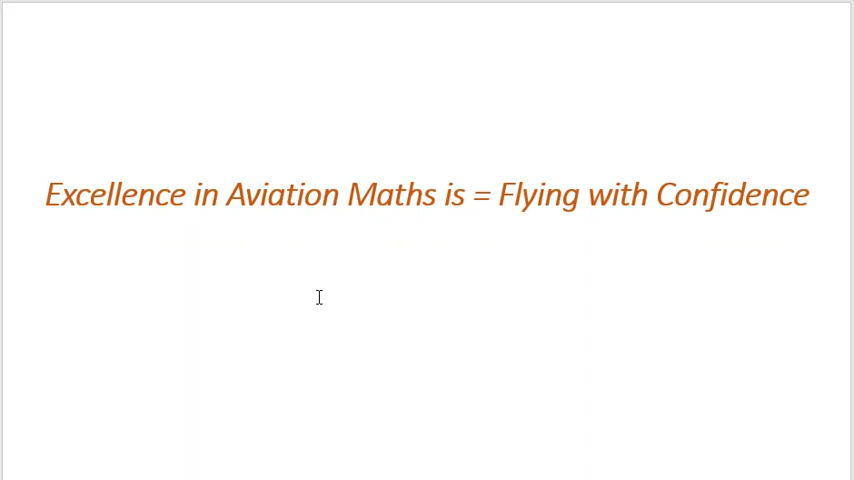 Excellence in Aviation Maths is = Flying with Confidence